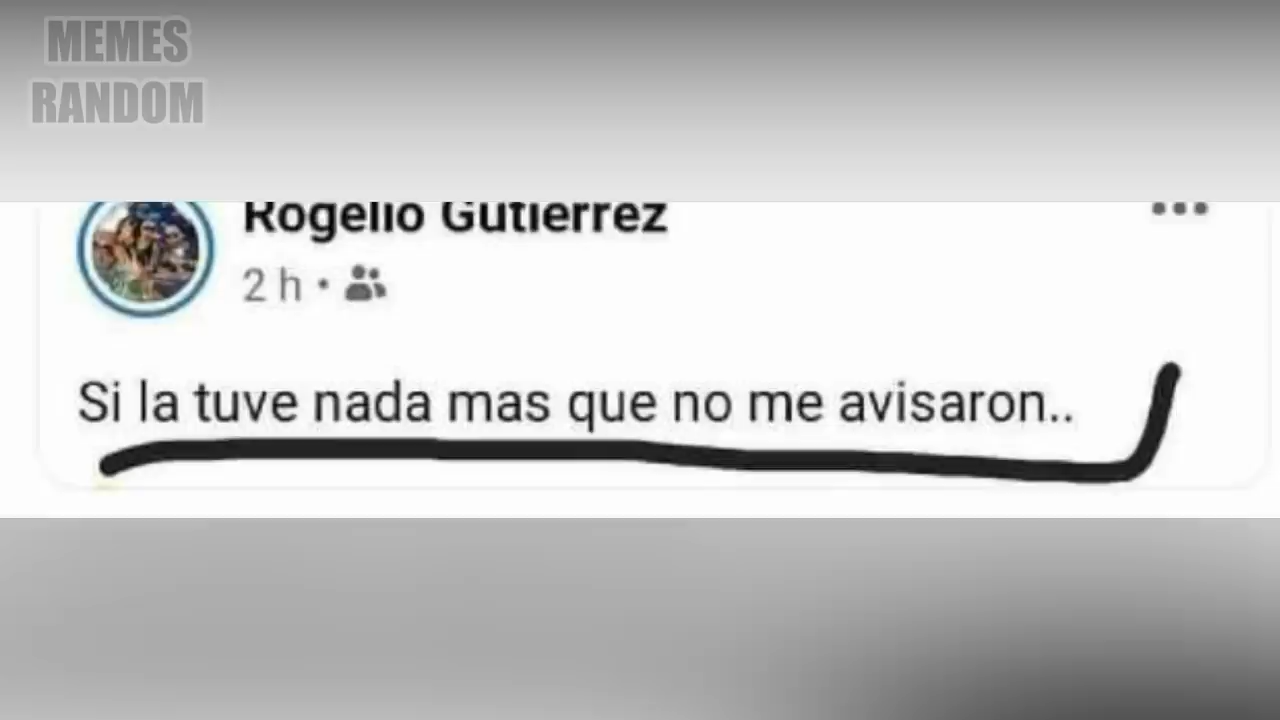 MEMES
RANDOM
Rogelio Gutierrez
2 h •
Si la tuve nada mas que no me avisaron..